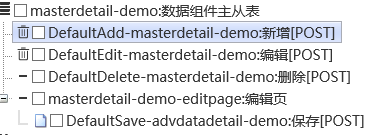 masterdetail-demo:数据组件主从表
DefaultAdd-masterdetail-demo:新增[POST]
DefaultEdit-masterdetail-demo:编辑[POST]
DefaultDelete-masterdetail-demo:删除[POST]
masterdetail-demo-editpage:编辑页
DefaultSave-advdatadetail-demo:保存[POST]